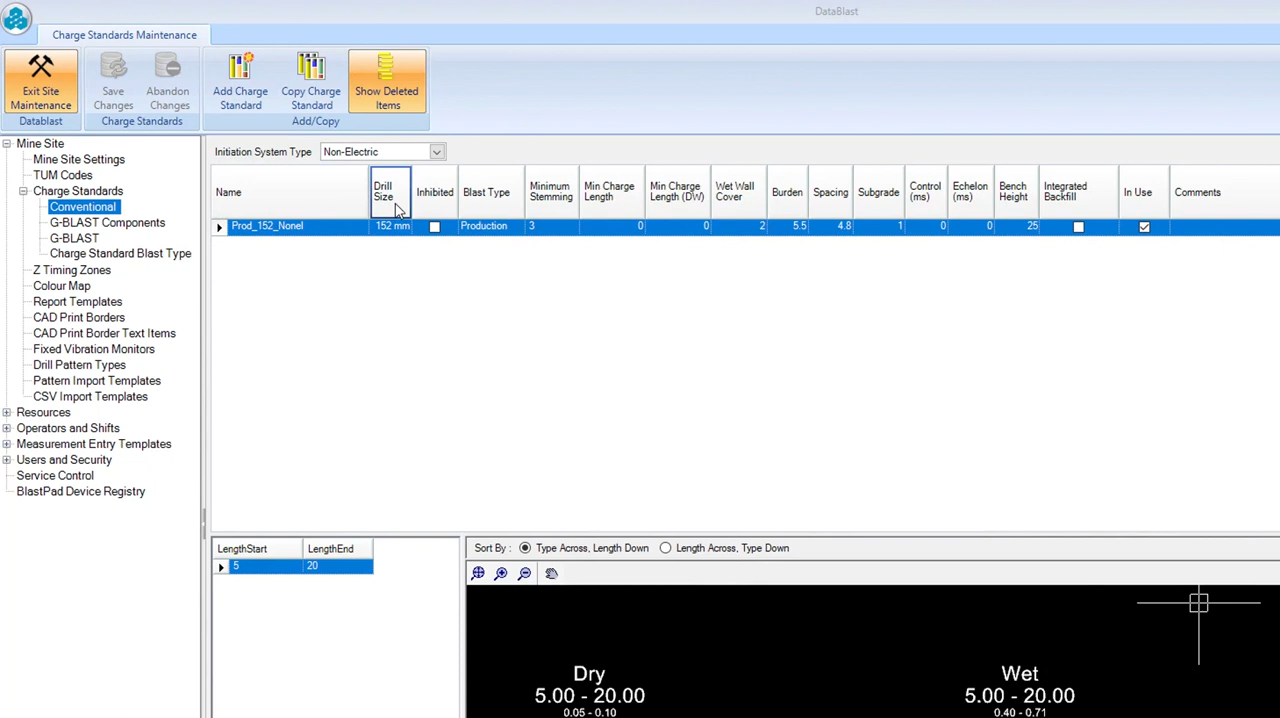 DataBlast
Charge Standards Maintenance
Exit Site Maintenance
Save Changes
Abandon Changes
Add Charge Standard
Copy Charge Standard
Show Deleted Items
Datablast
Charge Standards
Add/Copy
Mine Site
Mine Site Settings
TUM Codes
Charge Standards
Conventional
G-BLAST Components
G-BLAST
Charge Standard Blast Type
Z Timing Zones
Colour Map
Report Templates
CAD Print Borders
CAD Print Border Text Items
Fixed Vibration Monitors
Drill Pattern Types
Pattern Import Templates
CSV Import Templates
Resources
Operators and Shifts
Measurement Entry Templates
Users and Security
Service Control
BlastPad Device Registry
Initiation System Type Non-Electric
Name Drill Size Inhibited Blast Type Minimum Stemming Min Charge Length Min Charge Length (DW) Wet Wall Cover Burden Spacing Subgrade Control (ms) Echelon (ms) Bench Height Integrated Backfill In Use Comments
Prod_152_Nonel 152 mm Production 3 0 0 2 5.5 4.8 1 0 0 25
LengthStart LengthEnd
5 20
Sort By : Type Across, Length Down Length Across, Type Down
Dry
5.00 - 20.00
0.05 - 0.10
Wet
5.00 - 20.00
0.40 - 0.71